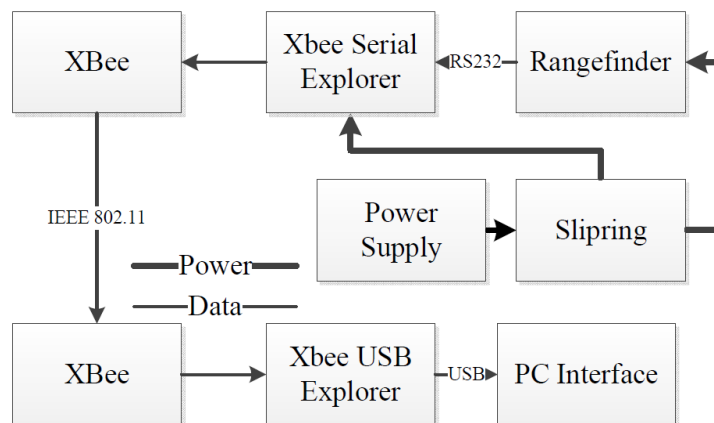 XBee
Xbee Serial
Explorer
RS232
Rangefinder
IEEE 802.11
Power
Supply
Slipring
Power
Data
XBee
Xbee USB
Explorer
USB
PC Interface